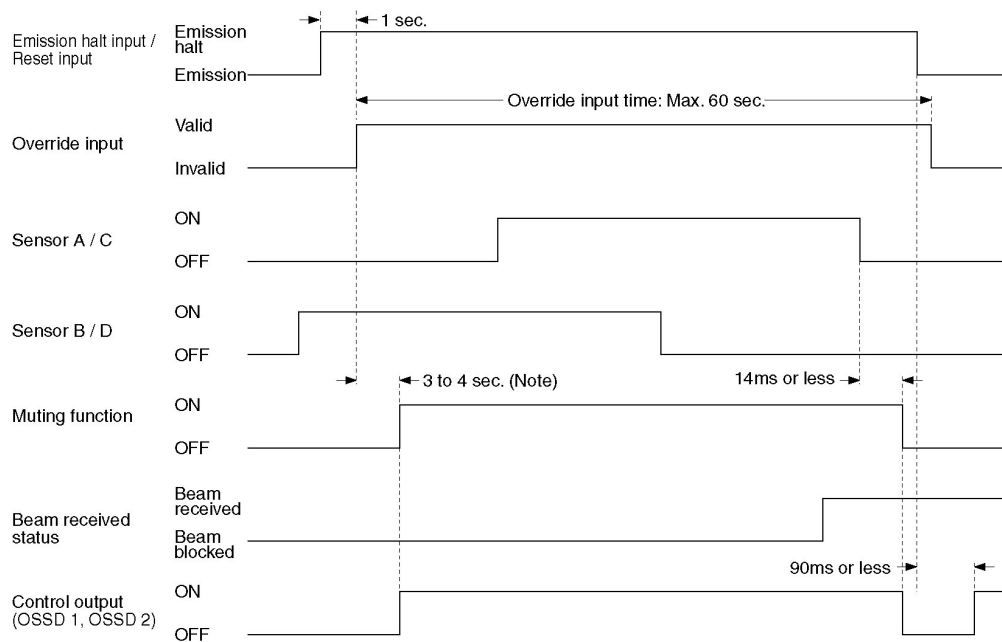 1 sec.
Emission halt input /
Reset input
Emission
halt
Emission
Override input time: Max. 60 sec.
Override input
Valid
Invalid
Sensor A / C
ON
OFF
Sensor B / D
ON
OFF
3 to 4 sec. (Note)
14ms or less
Muting function
ON
OFF
Beam received
status
Beam
received
Beam
blocked
90ms or less
Control output
(OSSD 1, OSSD 2)
ON
OFF